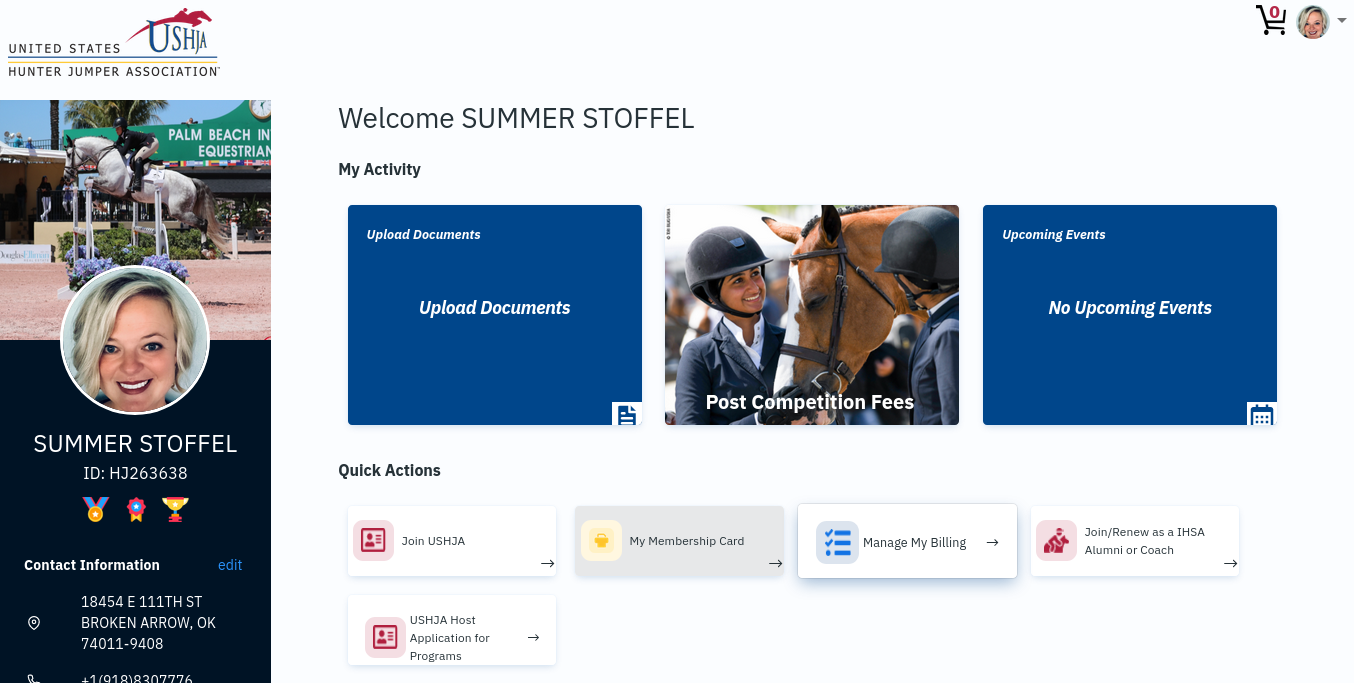 USHJA
UNITED STATES
HUNTER JUMPER ASSOCIATION
0
PALM BEACH IN
EQUESTRIAN
Welcome SUMMER STOFFEL
My Activity
Upload Documents
Upload Documents
Post Competition Fees
Upcoming Events
No Upcoming Events
SUMMER STOFFEL
ID: HJ263638
Contact Information
edit
18454 E 111TH ST
BROKEN ARROW, OK
74011-9408
+1(918)8307776
Quick Actions
Join USHJA
My Membership Card
Manage My Billing
Join/Renew as a IHSA
Alumni or Coach
USHJA Host
Application for
Programs